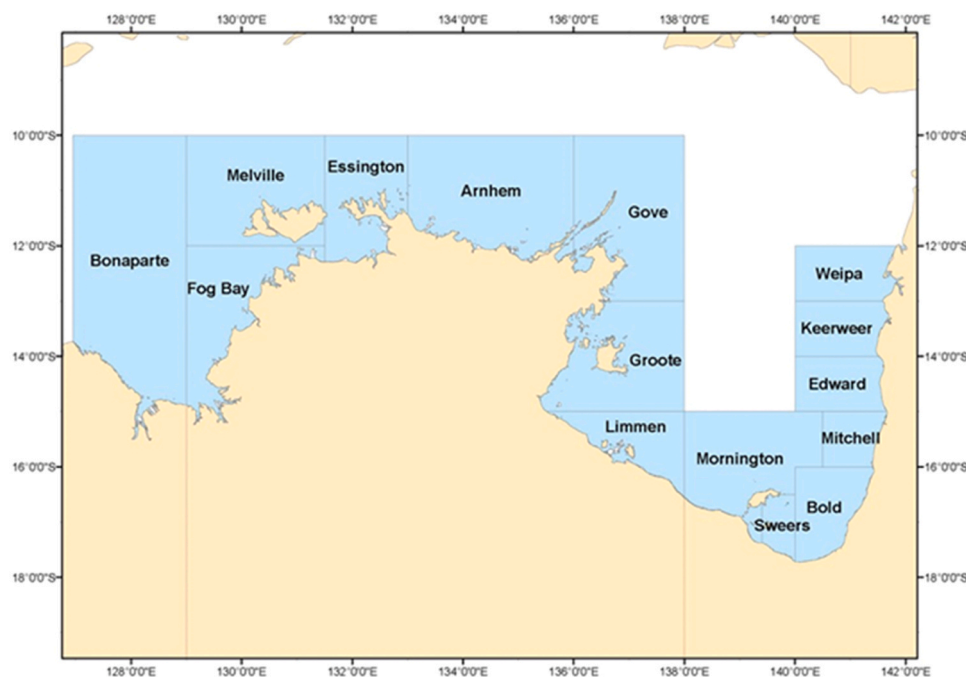 128°0'0"E 130°0'0"E 132°0'0"E 134°0'0"E 136°0'0"E 138°0'0"E 140°0'0"E 142°0'0"E
10°0'0"S 10°0'0"S
Essington
Melville
Arnhem
Gove
12°0'0"S 12°0'0"S
Bonaparte
Weipa
Fog Bay
Keerweer
14°0'0"S 14°0'0"S
Groote
Edward
Limmen
Mitchell
Mornington
16°0'0"S 16°0'0"S
Bold
Sweers
18°0'0"S 18°0'0"S
128°0'0"E 130°0'0"E 132°0'0"E 134°0'0"E 136°0'0"E 138°0'0"E 140°0'0"E 142°0'0"E